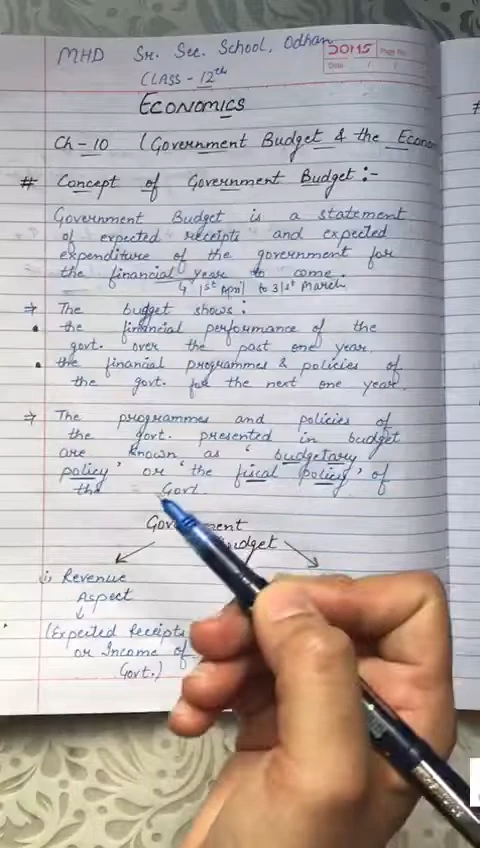 MHD Sr. Sec. School, Odhan
Page No.
Date / /
CLASS - 12th
ECONOMICS
Ch-10 (Government Budget & the Econo
# Concept of Government Budget :-
Government Budget is a statement
of expected receipts and expected
expenditure of the government for
the financial year to come.
↳ 1st April to 31st March
⇒ The budget shows :
• the financial performance of the
govt. over the past one year.
• the financial programmes & policies of
the govt. for the next one year.
⇒ The programmes and policies of
the govt. presented in budget
are known as 'budgetary
policy' or 'the fiscal policy' of
the Govt.
Budget
i) Revenue
Aspect
↓
(Expected Receipts
or Income of
Govt.)